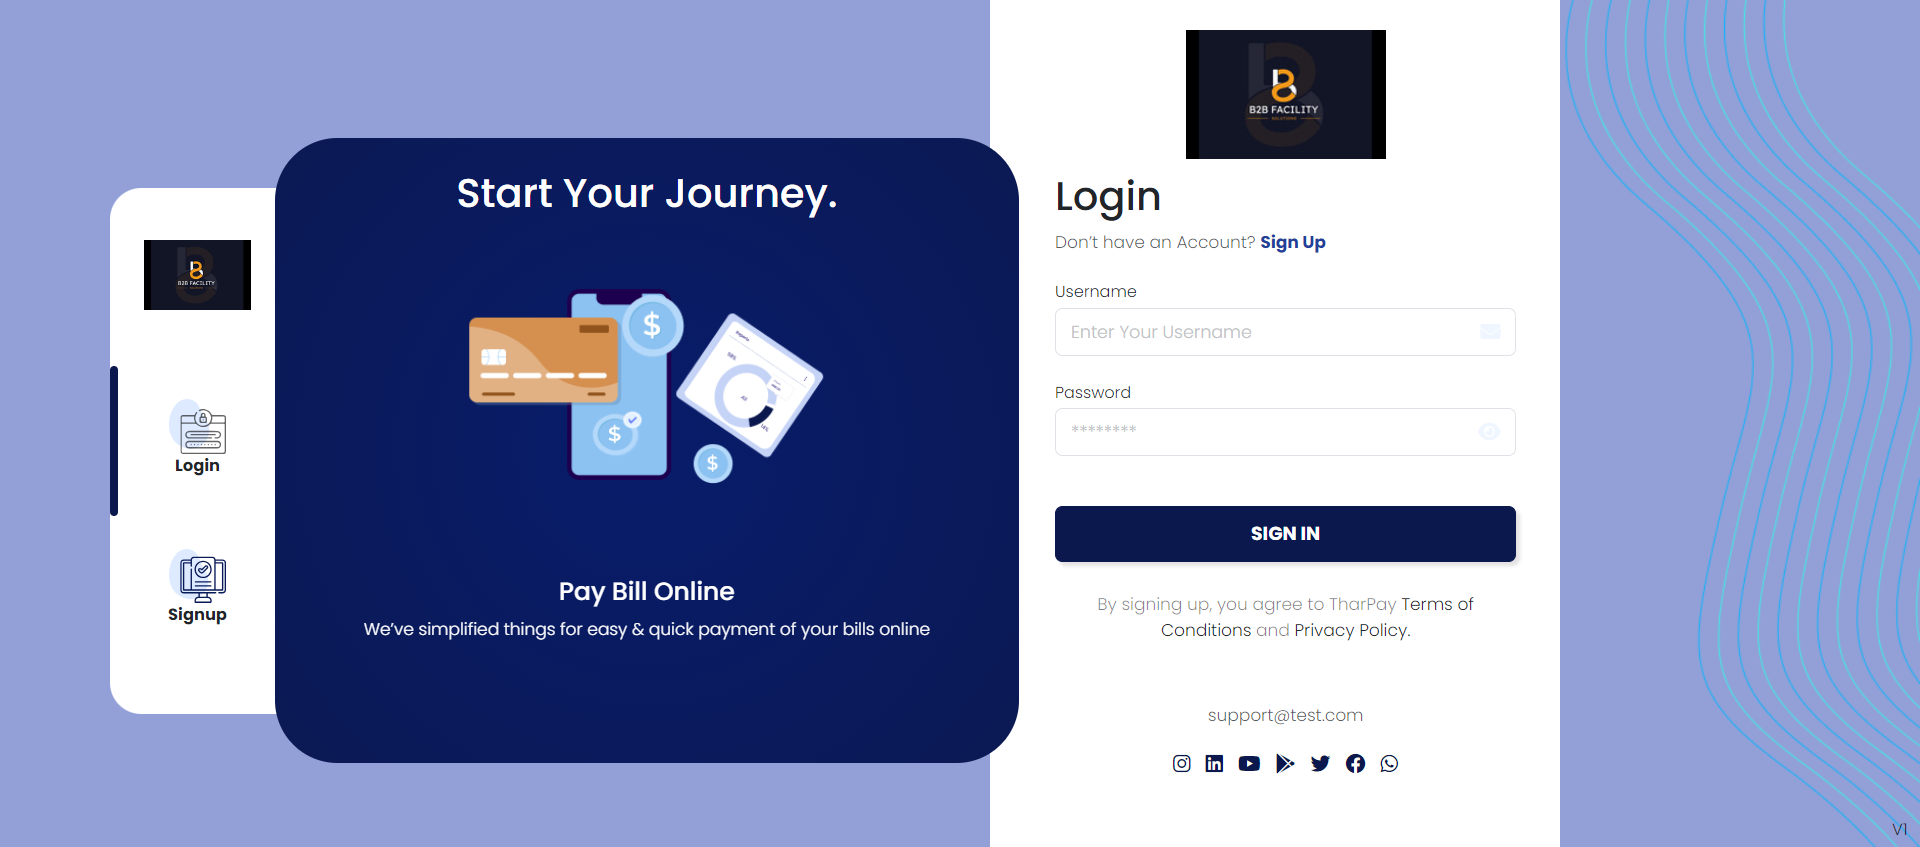 B2B FACILITY
Login
Signup
Start Your Journey.
$
$
$
Pay Bill Online
We've simplified things for easy & quick payment of your bills online
B2B FACILITY
SOLUTIONS
Login
Don't have an Account? Sign Up
Username
Enter Your Username
Password
********
SIGN IN
By signing up, you agree to TharPay Terms of
Conditions and Privacy Policy.
support@test.com
V1